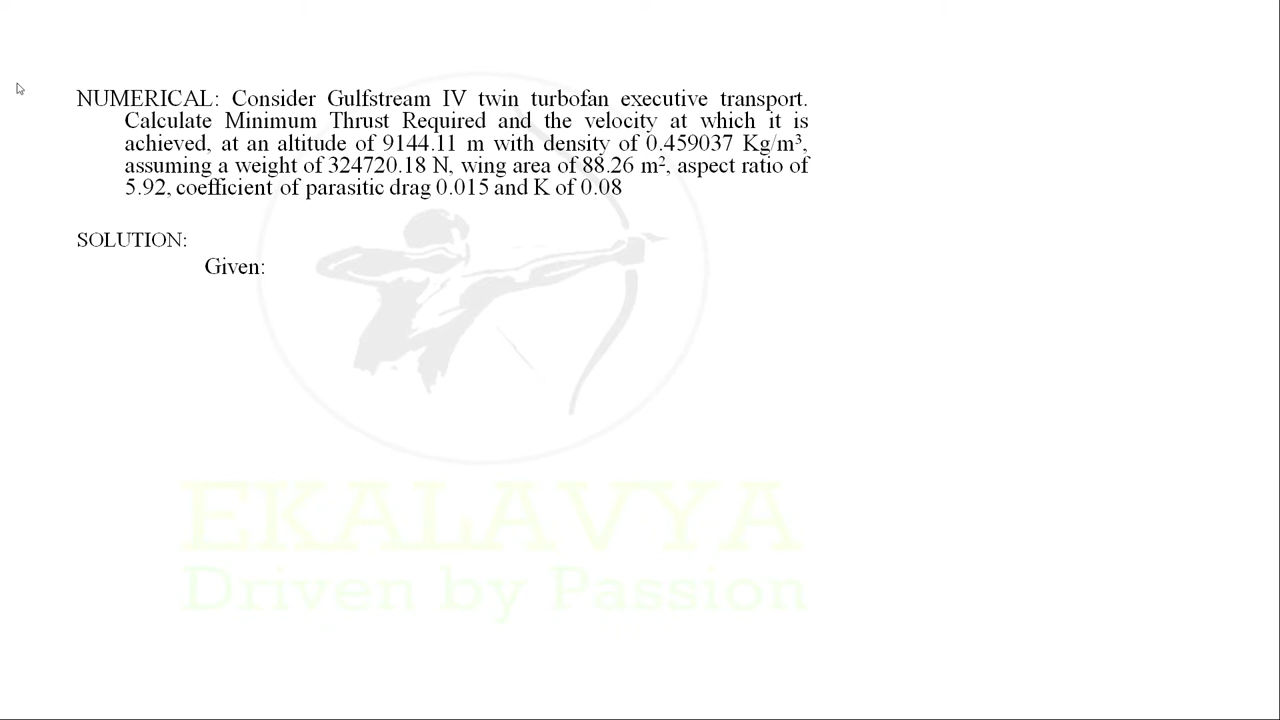 NUMERICAL: Consider Gulfstream IV twin turbofan executive transport.
Calculate Minimum Thrust Required and the velocity at which it is
achieved, at an altitude of 9144.11 m with density of 0.459037 Kg/m³,
assuming a weight of 324720.18 N, wing area of 88.26 m², aspect ratio of
5.92, coefficient of parasitic drag 0.015 and K of 0.08
SOLUTION:
Given:
EKALAVYA
Driven by Passion